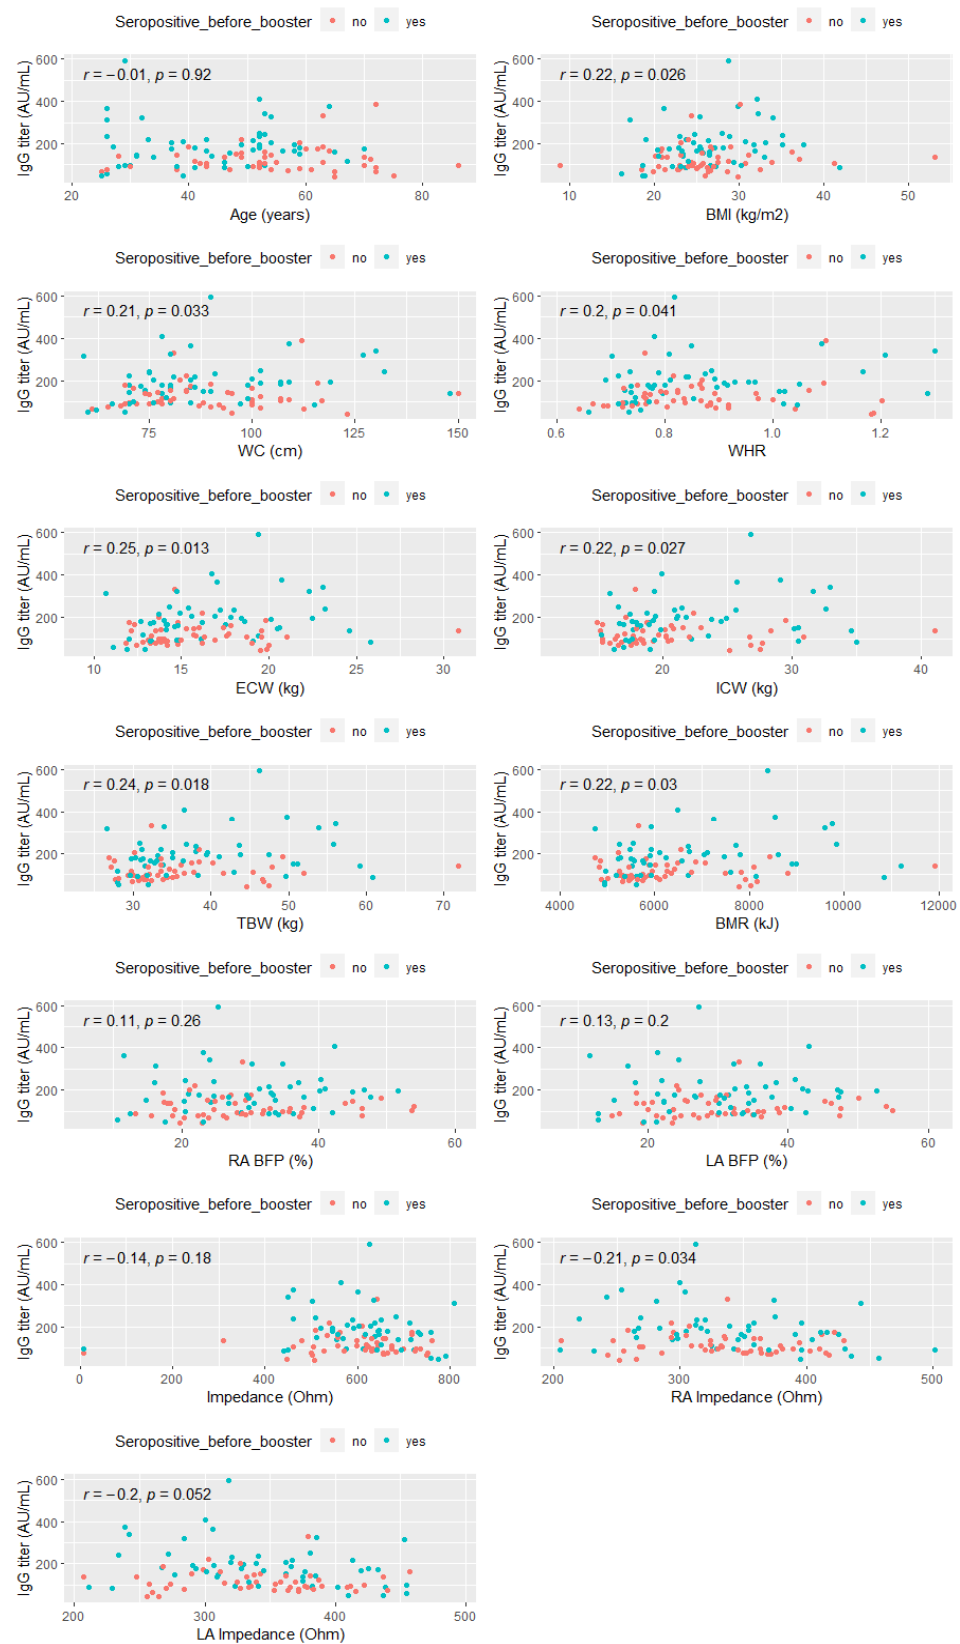 Seropositive_before_booster no yes Seropositive_before_booster no yes
600
400
200
IgG titer (AU/mL)
r = −0.01, p = 0.92
20 40 60 80
Age (years)
600
400
200
IgG titer (AU/mL)
r = 0.22, p = 0.026
10 20 30 40 50
BMI (kg/m2)
Seropositive_before_booster no yes Seropositive_before_booster no yes
600
400
200
IgG titer (AU/mL)
r = 0.21, p = 0.033
75 100 125 150
WC (cm)
600
400
200
IgG titer (AU/mL)
r = 0.2, p = 0.041
0.6 0.8 1.0 1.2
WHR
Seropositive_before_booster no yes Seropositive_before_booster no yes
600
400
200
IgG titer (AU/mL)
r = 0.25, p = 0.013
10 15 20 25 30
ECW (kg)
600
400
200
IgG titer (AU/mL)
r = 0.22, p = 0.027
20 30 40
ICW (kg)
Seropositive_before_booster no yes Seropositive_before_booster no yes
600
400
200
IgG titer (AU/mL)
r = 0.24, p = 0.018
30 40 50 60 70
TBW (kg)
600
400
200
IgG titer (AU/mL)
r = 0.22, p = 0.03
4000 6000 8000 10000 12000
BMR (kJ)
Seropositive_before_booster no yes Seropositive_before_booster no yes
600
400
200
IgG titer (AU/mL)
r = 0.11, p = 0.26
20 40 60
RA BFP (%)
600
400
200
IgG titer (AU/mL)
r = 0.13, p = 0.2
20 40 60
LA BFP (%)
Seropositive_before_booster no yes Seropositive_before_booster no yes
600
400
200
IgG titer (AU/mL)
r = −0.14, p = 0.18
0 200 400 600 800
Impedance (Ohm)
600
400
200
IgG titer (AU/mL)
r = −0.21, p = 0.034
200 300 400 500
RA Impedance (Ohm)
Seropositive_before_booster no yes
600
400
200
IgG titer (AU/mL)
r = −0.2, p = 0.052
200 300 400 500
LA Impedance (Ohm)